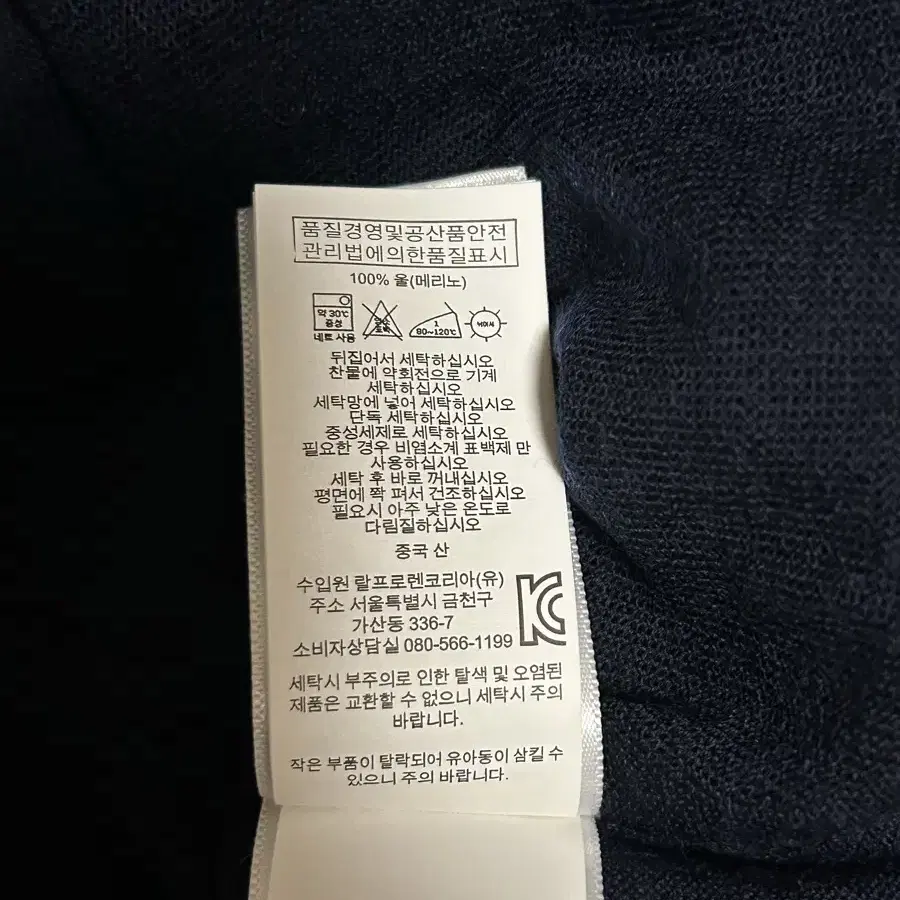 품질경영및공산품안전
관리법에의한품질표시
100% 울(메리노)
약 30℃
중성
네트 사용
염소
표백
1
80~120℃
뉘어서
뒤집어서 세탁하십시오
찬물에 약회전으로 기계
세탁하십시오
세탁망에 넣어 세탁하십시오
단독 세탁하십시오
중성세제로 세탁하십시오
필요한 경우 비염소계 표백제 만
사용하십시오
세탁 후 바로 꺼내십시오
평면에 쫙 펴서 건조하십시오
필요시 아주 낮은 온도로
다림질하십시오
중국 산
수입원 랄프로렌코리아(유)
주소 서울특별시 금천구
가산동 336-7
소비자상담실 080-566-1199
세탁시 부주의로 인한 탈색 및 오염된
제품은 교환할 수 없으니 세탁시 주의
바랍니다.
작은 부품이 탈락되어 유아동이 삼킬 수
있으니 주의 바랍니다.